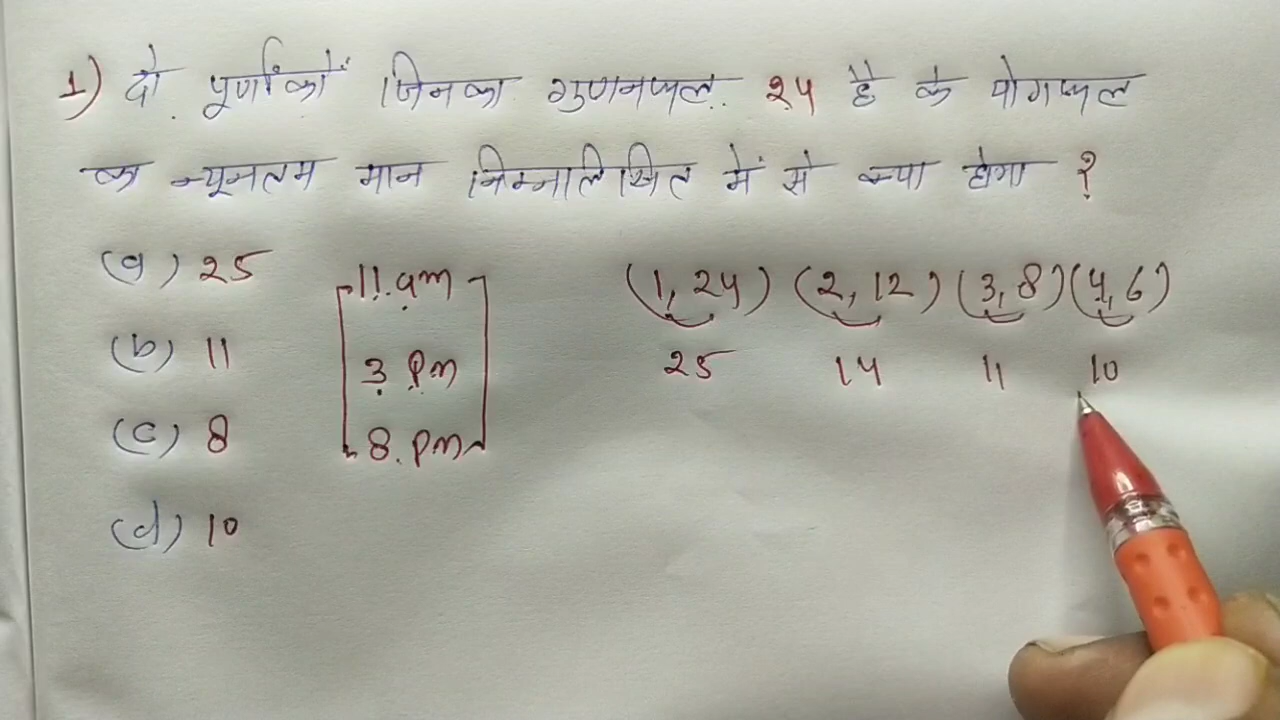 1) दो पूर्णांकों जिनका गुणनफल २५ है के योगफल
का न्यूनतम मान निम्नलिखित में से क्या होगा ?
(a) 25
(b) 11
(c) 8
(d) 10
11.am
3 pm
8.pm
(1, 24) (2, 12) (3, 8) (4, 6)
25 14 11 10